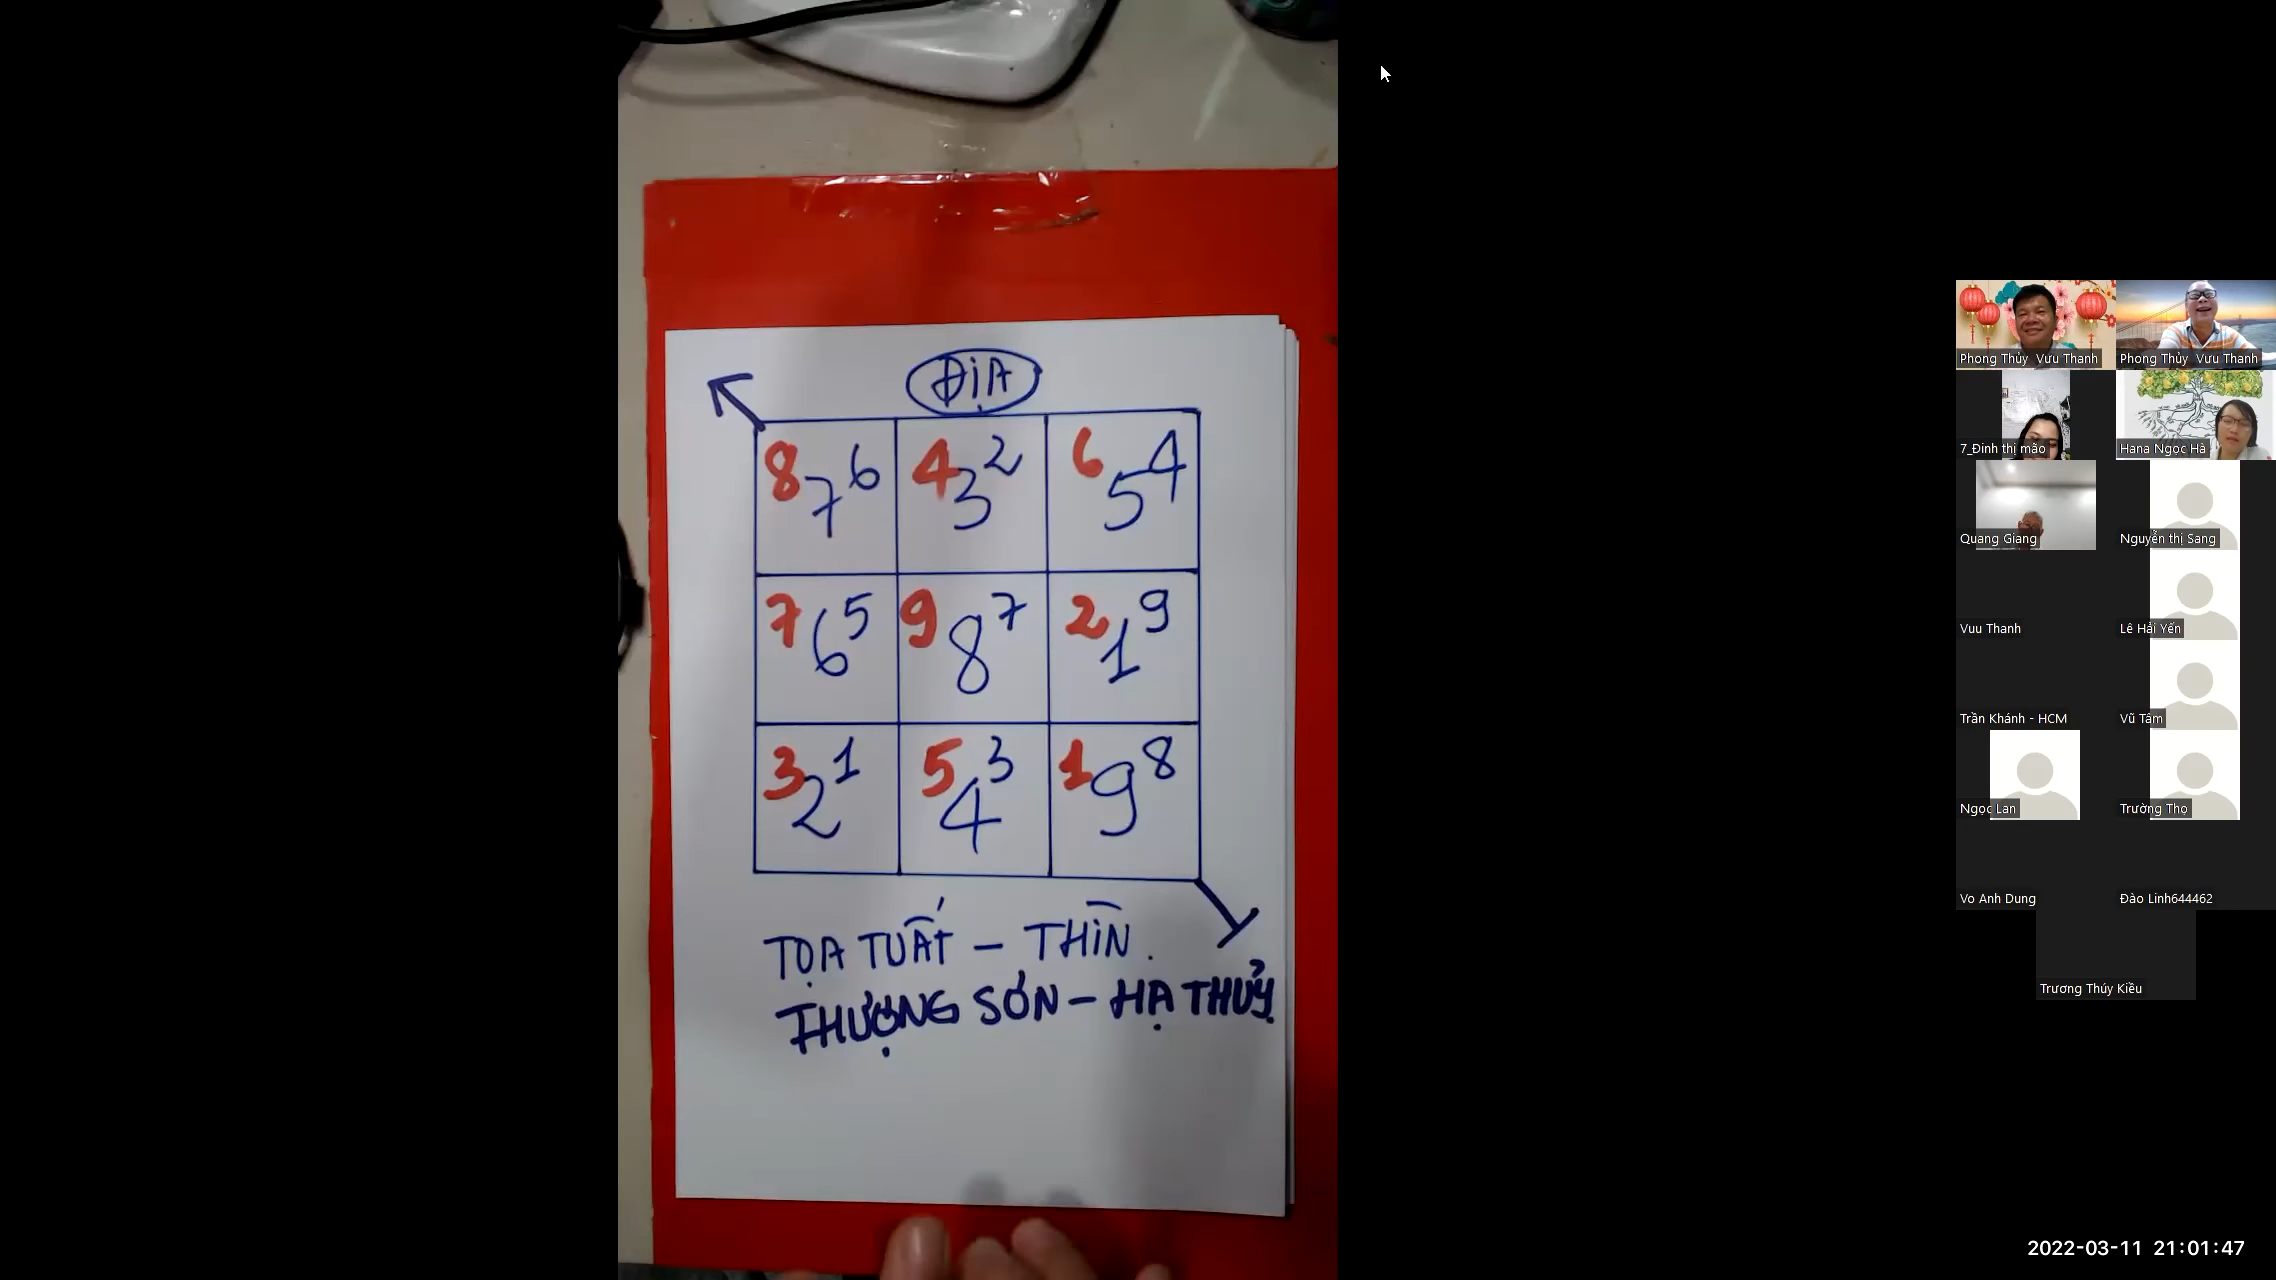 ĐỊA
8 7 6 4 3 2 6 5 4
7 6 5 9 8 7 2 1 9
3 2 1 5 4 3 1 9 8
TỌA TUẤT - THÌN.
THƯỢNG SƠN - HẠ THỦY
Phong Thủy Vưu Thanh
Phong Thủy Vưu Thanh
7_Đinh thị mão
Hana Ngọc Hà
Quang Giang
Nguyễn thị Sang
Vuu Thanh
Lê Hải Yến
Trần Khánh - HCM
Vũ Tâm
Ngọc Lan
Trường Thọ
Vo Anh Dung
Đào Linh644462
Trương Thúy Kiều
2022-03-11 21:01:47